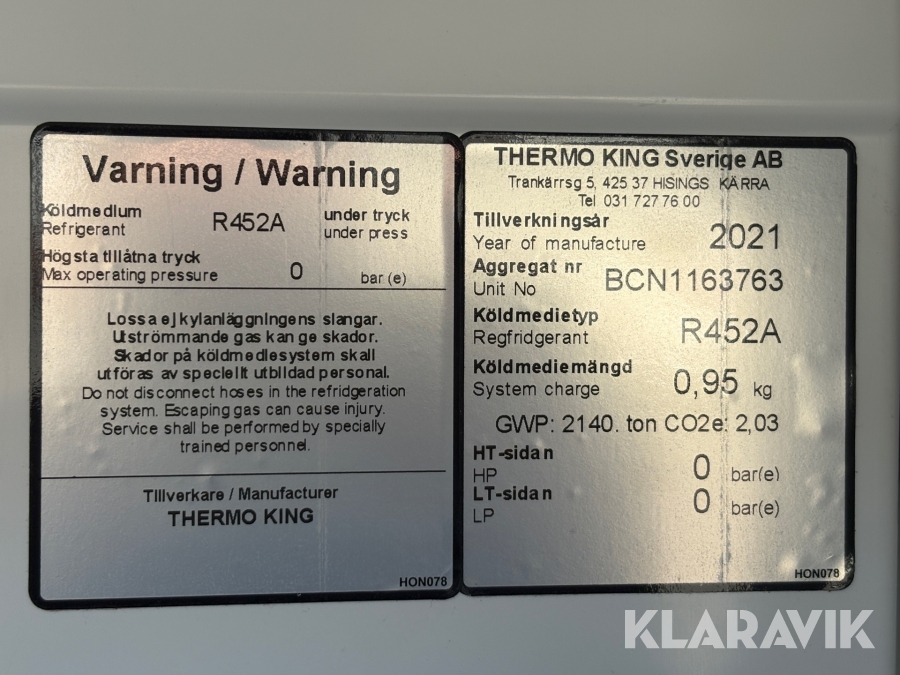 Varning / Warning
Köldmedium
Refrigerant
R452A
under tryck
under press
Högsta tillåtna tryck
Max operating pressure
0
bar (e)
Lossa ej kylanläggningens slangar.
Utströmmande gas kan ge skador.
Skador på köldmedlesystem skall
utföras av speciellt utbildad personal.
Do not disconnect hoses in the refridgeration
system. Escaping gas can cause injury.
Service shall be performed by specially
trained personnel.
Tillverkare / Manufacturer
THERMO KING
HON078
THERMO KING Sverige AB
Trankärrsg 5, 425 37 HISINGS KÄRRA
Tel 031 727 76 00
Tillverkningsår
Year of manufacture
2021
Aggregat nr
Unit No
BCN1163763
Köldmedietyp
Regfridgerant
R452A
Köldmediemängd
System charge
0,95 kg
GWP: 2140. ton CO2e: 2,03
HT-sidan
HP
0 bar(e)
LT-sidan
LP
0 bar(e)
HON078
KLARAVIK